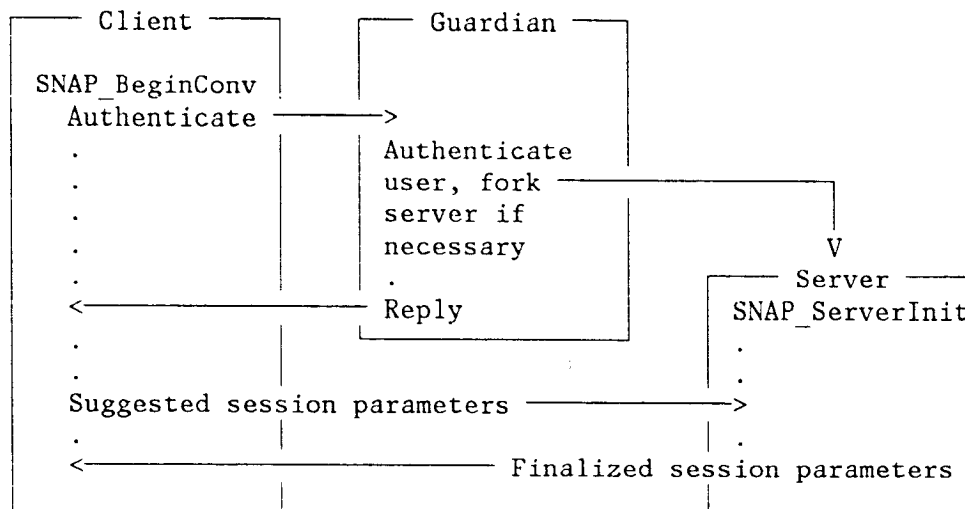 Client
Guardian
SNAP_BeginConv
Authenticate
Authenticate
user, fork
server if
necessary
V
Server
Reply
SNAP_ServerInit
Suggested session parameters
Finalized session parameters